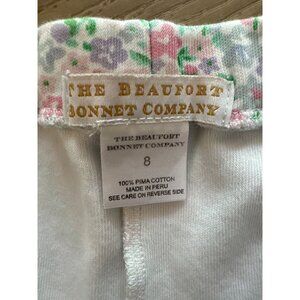 THE BEAUFORT
BONNET COMPANY
THE BEAUFORT
BONNET COMPANY
8
100% PIMA COTTON
MADE IN PERU
SEE CARE ON REVERSE SIDE